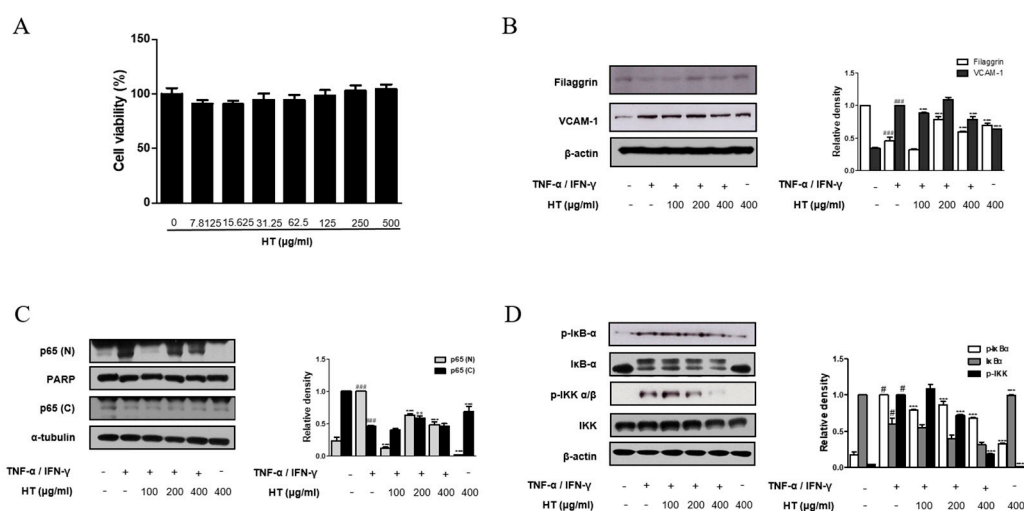 A
Cell viability (%)
150
100
50
0
0 7.8125 15.625 31.25 62.5 125 250 500
HT (µg/ml)
B
Filaggrin
VCAM-1
β-actin
TNF-α / IFN-γ - + + + + -
HT (µg/ml) - - 100 200 400 400
Filaggrin
VCAM-1
Relative density
1.5
1.0
0.5
0.0
###
###
TNF-α / IFN-γ - + + + + -
HT (µg/ml) - - 100 200 400 400
C
p65 (N)
PARP
p65 (C)
α-tubulin
TNF-α / IFN-γ - + + + + -
HT (µg/ml) - - 100 200 400 400
p65 (N)
p65 (C)
Relative density
1.5
1.0
0.5
0.0
###
###
TNF-α / IFN-γ - + + + + -
HT (µg/ml) - - 100 200 400 400
D
p-IκB-α
IκB-α
p-IKK α/β
IKK
β-actin
TNF-α / IFN-γ - + + + + -
HT (µg/ml) - - 100 200 400 400
p-IκBα
IκBα
p-IKK
Relative density
1.5
1.0
0.5
0.0
# #
#
TNF-α / IFN-γ - + + + + -
HT (µg/ml) - - 100 200 400 400